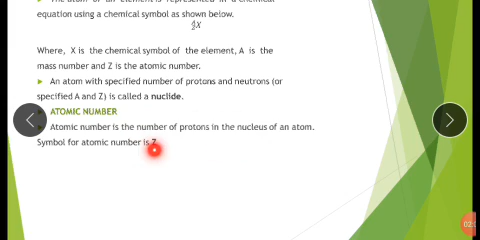 The atom of an element is represented in a chemical
equation using a chemical symbol as shown below.
A
Z X
Where, X is the chemical symbol of the element, A is the
mass number and Z is the atomic number.
► An atom with specified number of protons and neutrons (or
specified A and Z) is called a nuclide.
► ATOMIC NUMBER
Atomic number is the number of protons in the nucleus of an atom.
Symbol for atomic number is Z